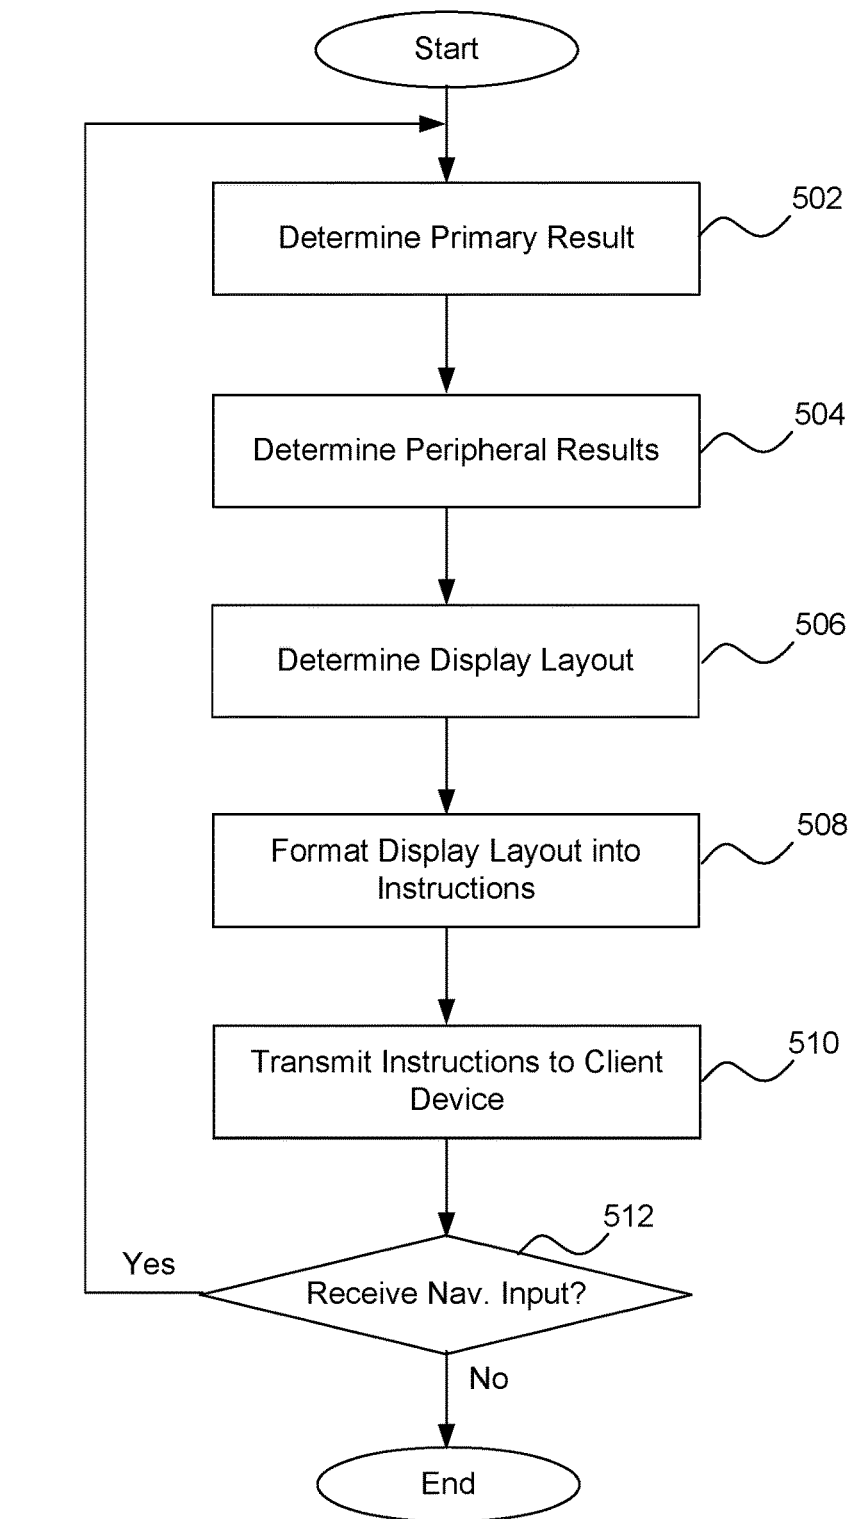 Start
502
Determine Primary Result
504
Determine Peripheral Results
506
Determine Display Layout
508
Format Display Layout into
Instructions
510
Transmit Instructions to Client
Device
512
Yes
Receive Nav. Input?
No
End